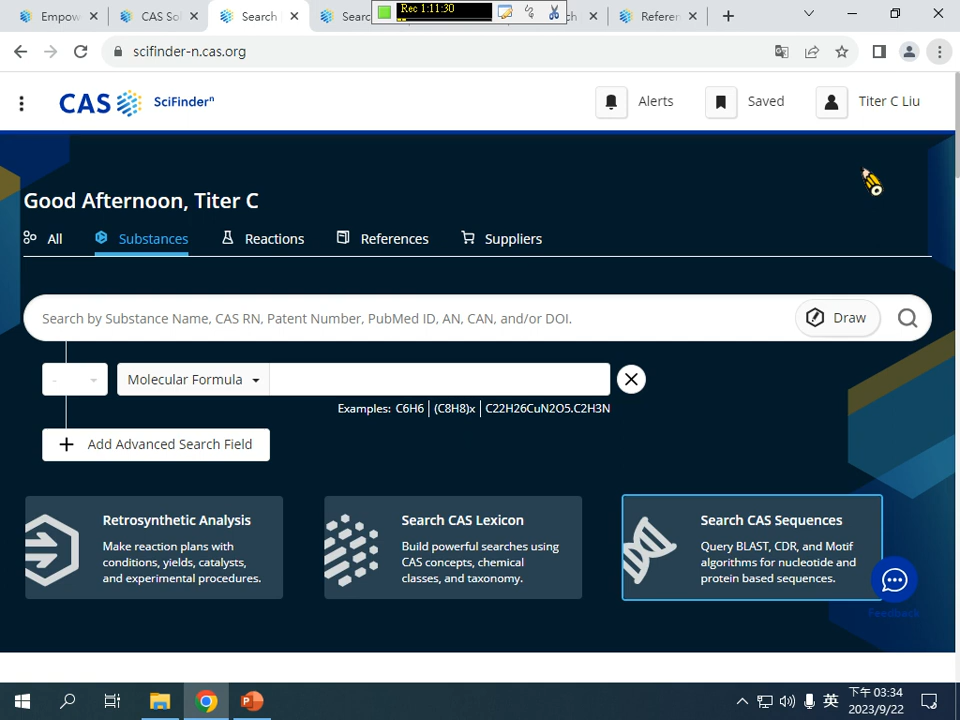 Empow
CAS So
Search
Searc
Rec 1:11:30
ch
Referen
scifinder-n.cas.org
CAS SciFinderⁿ
Alerts
Saved
Titer C Liu
Good Afternoon, Titer C
All
Substances
Reactions
References
Suppliers
Search by Substance Name, CAS RN, Patent Number, PubMed ID, AN, CAN, and/or DOI.
Draw
Molecular Formula
Examples: C6H6 | (C8H8)x | C22H26CuN2O5.C2H3N
Add Advanced Search Field
Retrosynthetic Analysis
Make reaction plans with
conditions, yields, catalysts,
and experimental procedures.
Search CAS Lexicon
Build powerful searches using
CAS concepts, chemical
classes, and taxonomy.
Search CAS Sequences
Query BLAST, CDR, and Motif
algorithms for nucleotide and
protein based sequences.
Feedback
英
下午 03:34
2023/9/22